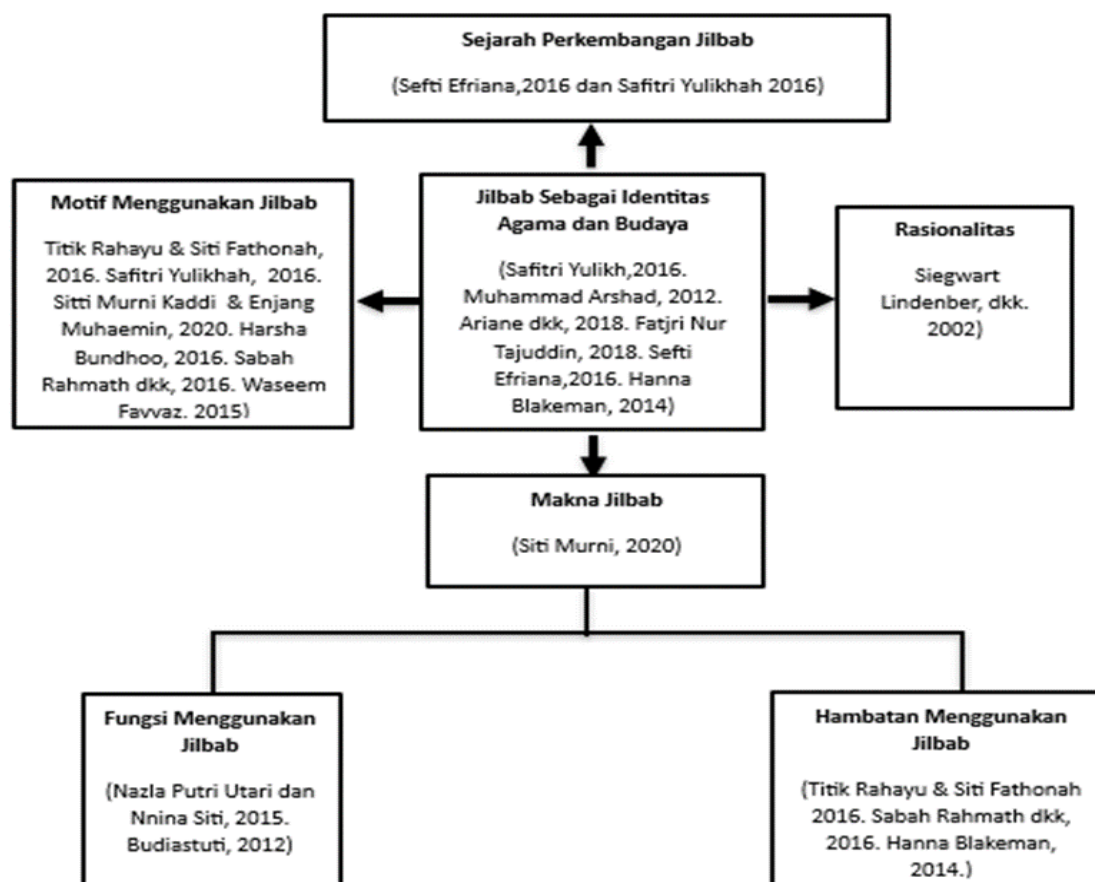 Sejarah Perkembangan Jilbab
(Sefti Efriana,2016 dan Safitri Yulikhah 2016)
Motif Menggunakan Jilbab
Titik Rahayu & Siti Fathonah,
2016. Safitri Yulikhah, 2016.
Sitti Murni Kaddi & Enjang
Muhaemin, 2020. Harsha
Bundhoo, 2016. Sabah
Rahmath dkk, 2016. Waseem
Fayyaz. 2015)
Jilbab Sebagai Identitas
Agama dan Budaya
(Safitri Yulikh,2016.
Muhammad Arshad, 2012.
Ariane dkk, 2018. Fatjri Nur
Tajuddin, 2018. Sefti
Efriana,2016. Hanna
Blakeman, 2014)
Rasionalitas
Siegwart
Lindenber, dkk.
2002)
Makna Jilbab
(Siti Murni, 2020)
Fungsi Menggunakan
Jilbab
(Nazla Putri Utari dan
Nnina Siti, 2015.
Budiastuti, 2012)
Hambatan Menggunakan
Jilbab
(Titik Rahayu & Siti Fathonah
2016. Sabah Rahmath dkk,
2016. Hanna Blakeman,
2014.)